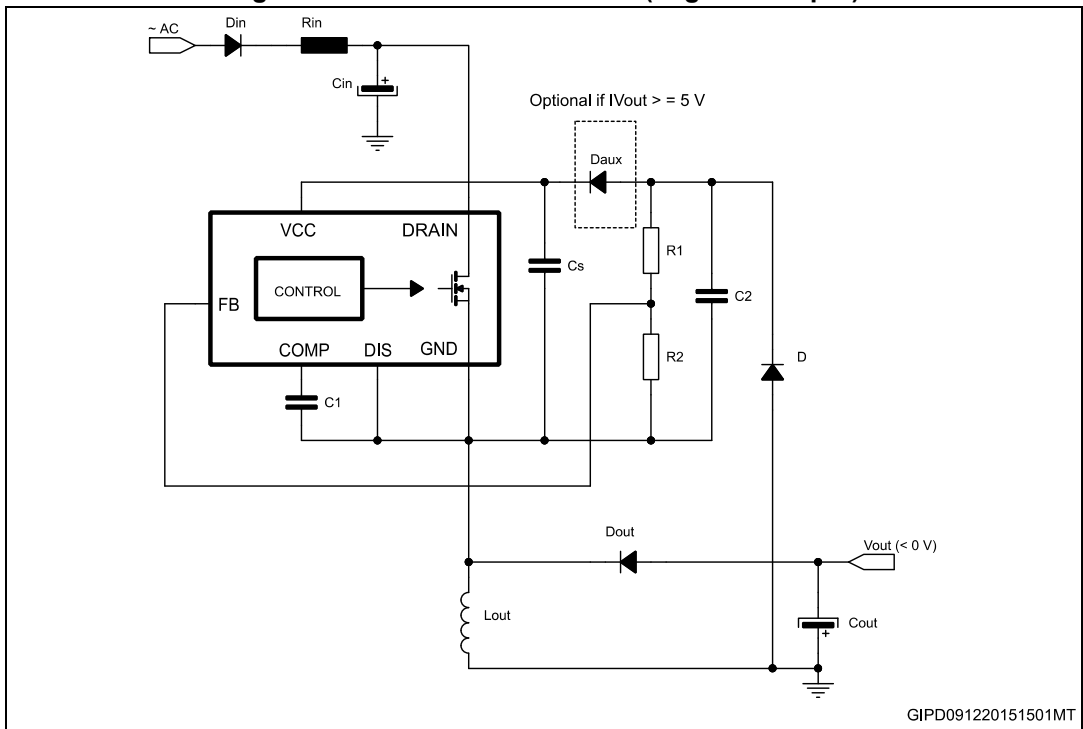 ~ AC
Din
Rin
Cin
+
Optional if IVout > = 5 V
Daux
VCC
DRAIN
R1
Cs
C2
CONTROL
FB
R2
D
COMP
DIS
GND
C1
Dout
Vout (< 0 V)
Lout
Cout
+
GIPD091220151501MT